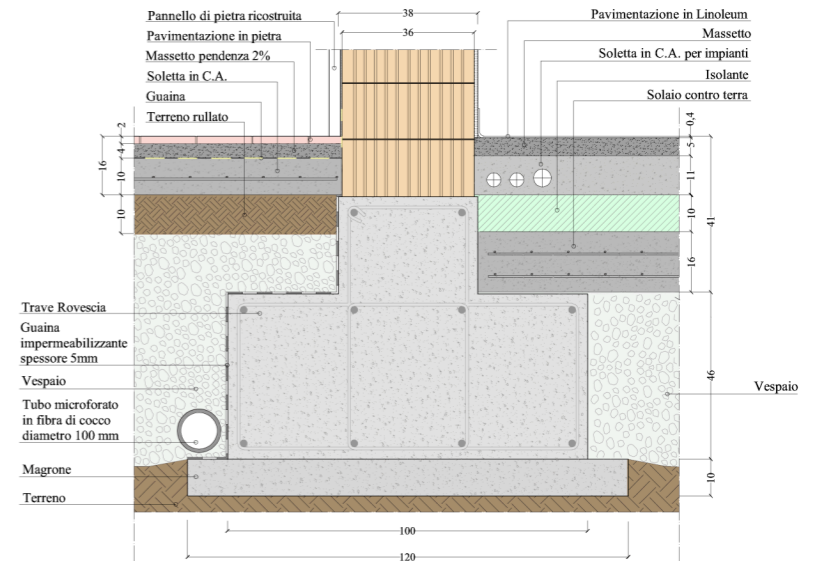 Pannello di pietra ricostruita
Pavimentazione in pietra
Massetto pendenza 2%
Soletta in C.A.
Guaina
Terreno rullato
38
36
Pavimentazione in Linoleum
Massetto
Soletta in C.A. per impianti
Isolante
Solaio contro terra
2
4
10
16
10
0,4
5
11
10
16
41
46
10
Trave Rovescia
Guaina
impermeabilizzante
spessore 5mm
Vespaio
Tubo microforato
in fibra di cocco
diametro 100 mm
Magrone
Terreno
Vespaio
100
120